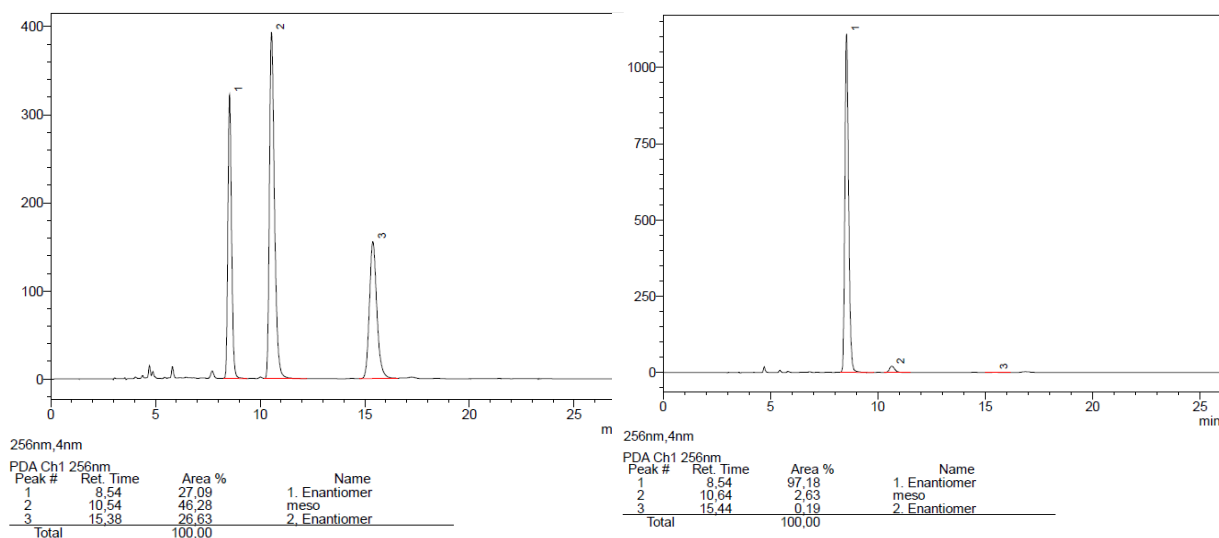 400
300
200
100
0
0 5 10 15 20 25
m
1
2
3
256nm,4nm
PDA Ch1 256nm
Peak # Ret. Time Area % Name
1 8,54 27,09 1. Enantiomer
2 10,54 46,28 meso
3 15,38 26,63 2, Enantiomer
Total 100.00
1000
750
500
250
0
0 5 10 15 20 25
min
1
2
3
256nm,4nm
PDA Ch1 256nm
Peak # Ret. Time Area % Name
1 8,54 97,18 1. Enantiomer
2 10,64 2,63 meso
3 15,44 0,19 2. Enantiomer
Total 100,00